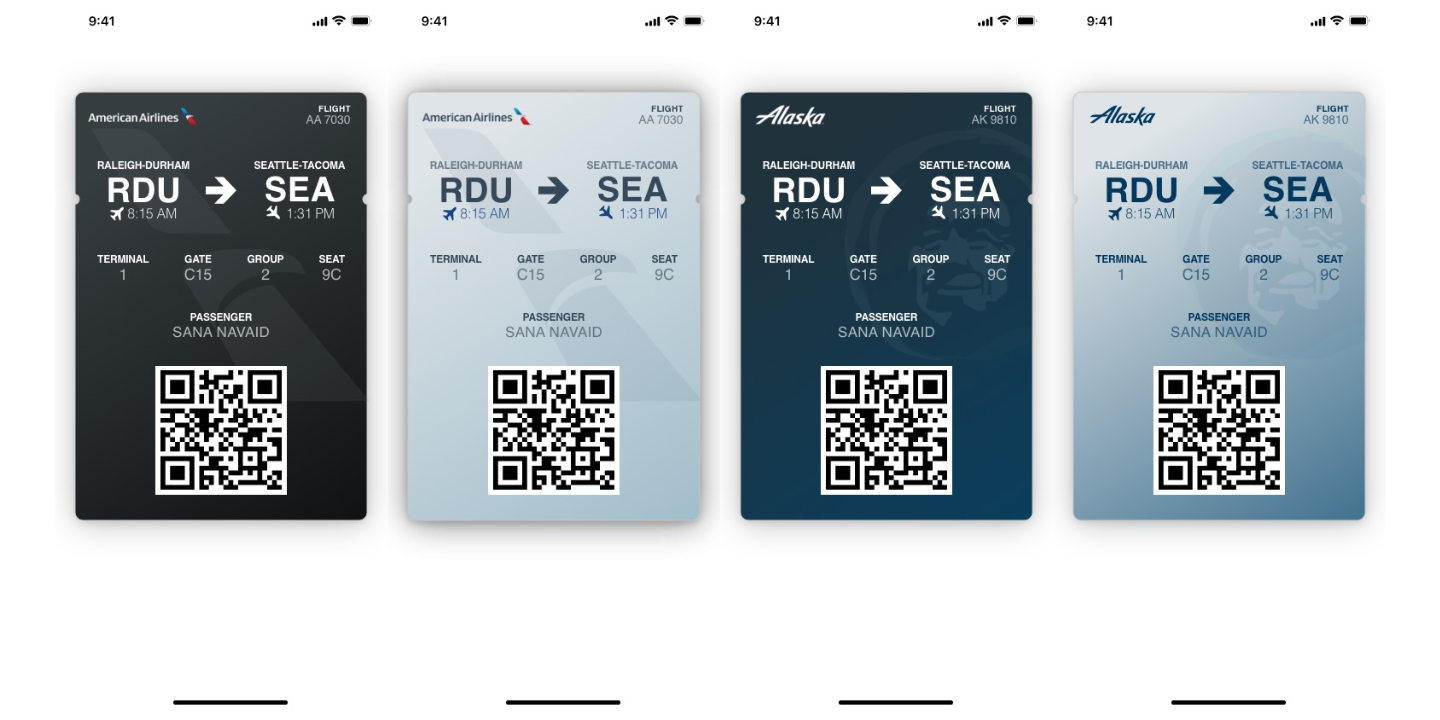 9:41
American Airlines
FLIGHT
AA 7030
RALEIGH-DURHAM SEATTLE-TACOMA
RDU SEA
8:15 AM 1:31 PM
TERMINAL GATE GROUP SEAT
1 C15 2 9C
PASSENGER
SANA NAVAID
9:41
American Airlines
FLIGHT
AA 7030
RALEIGH-DURHAM SEATTLE-TACOMA
RDU SEA
8:15 AM 1:31 PM
TERMINAL GATE GROUP SEAT
1 C15 2 9C
PASSENGER
SANA NAVAID
9:41
Alaska
FLIGHT
AK 9810
RALEIGH-DURHAM SEATTLE-TACOMA
RDU SEA
8:15 AM 1:31 PM
TERMINAL GATE GROUP SEAT
1 C15 2 9C
PASSENGER
SANA NAVAID
9:41
Alaska
FLIGHT
AK 9810
RALEIGH-DURHAM SEATTLE-TACOMA
RDU SEA
8:15 AM 1:31 PM
TERMINAL GATE GROUP SEAT
1 C15 2 9C
PASSENGER
SANA NAVAID